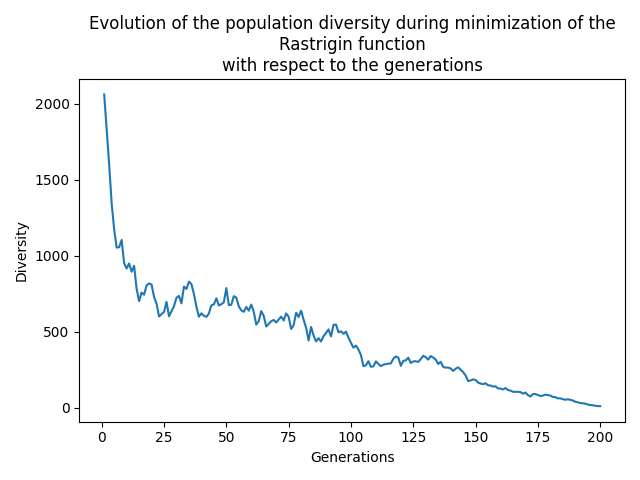 Evolution of the population diversity during minimization of the
Rastrigin function
with respect to the generations
2000
1500
1000
500
0
Diversity
0 25 50 75 100 125 150 175 200
Generations